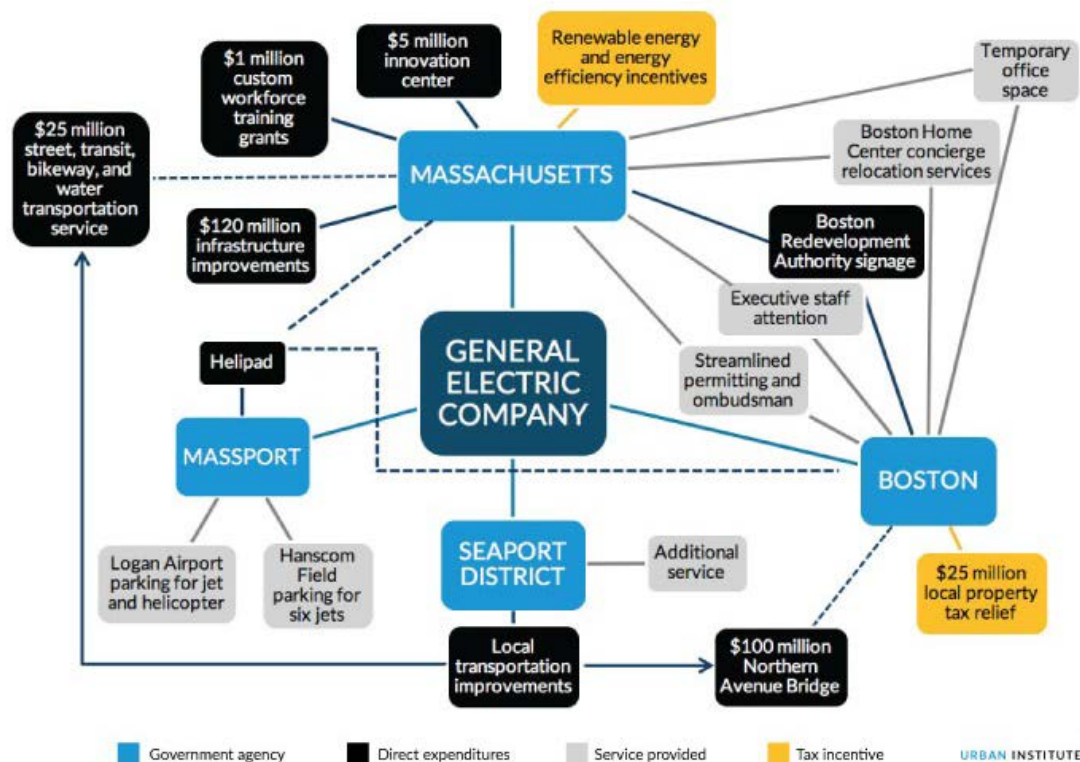 $1 million
custom
workforce
training
grants
$5 million
innovation
center
Renewable energy
and energy
efficiency incentives
Temporary
office
space
$25 million
street, transit,
bikeway, and
water
transportation
service
MASSACHUSETTS
Boston Home
Center concierge
relocation services
$120 million
infrastructure
improvements
Boston
Redevelopment
Authority signage
Executive staff
attention
Helipad
GENERAL
ELECTRIC
COMPANY
Streamlined
permitting and
ombudsman
MASSPORT
BOSTON
Logan Airport
parking for jet
and helicopter
Hanscom
Field
parking for
six jets
SEAPORT
DISTRICT
Additional
service
$25 million
local property
tax relief
Local
transportation
improvements
$100 million
Northern
Avenue Bridge
Government agency
Direct expenditures
Service provided
Tax incentive
URBAN INSTITUTE